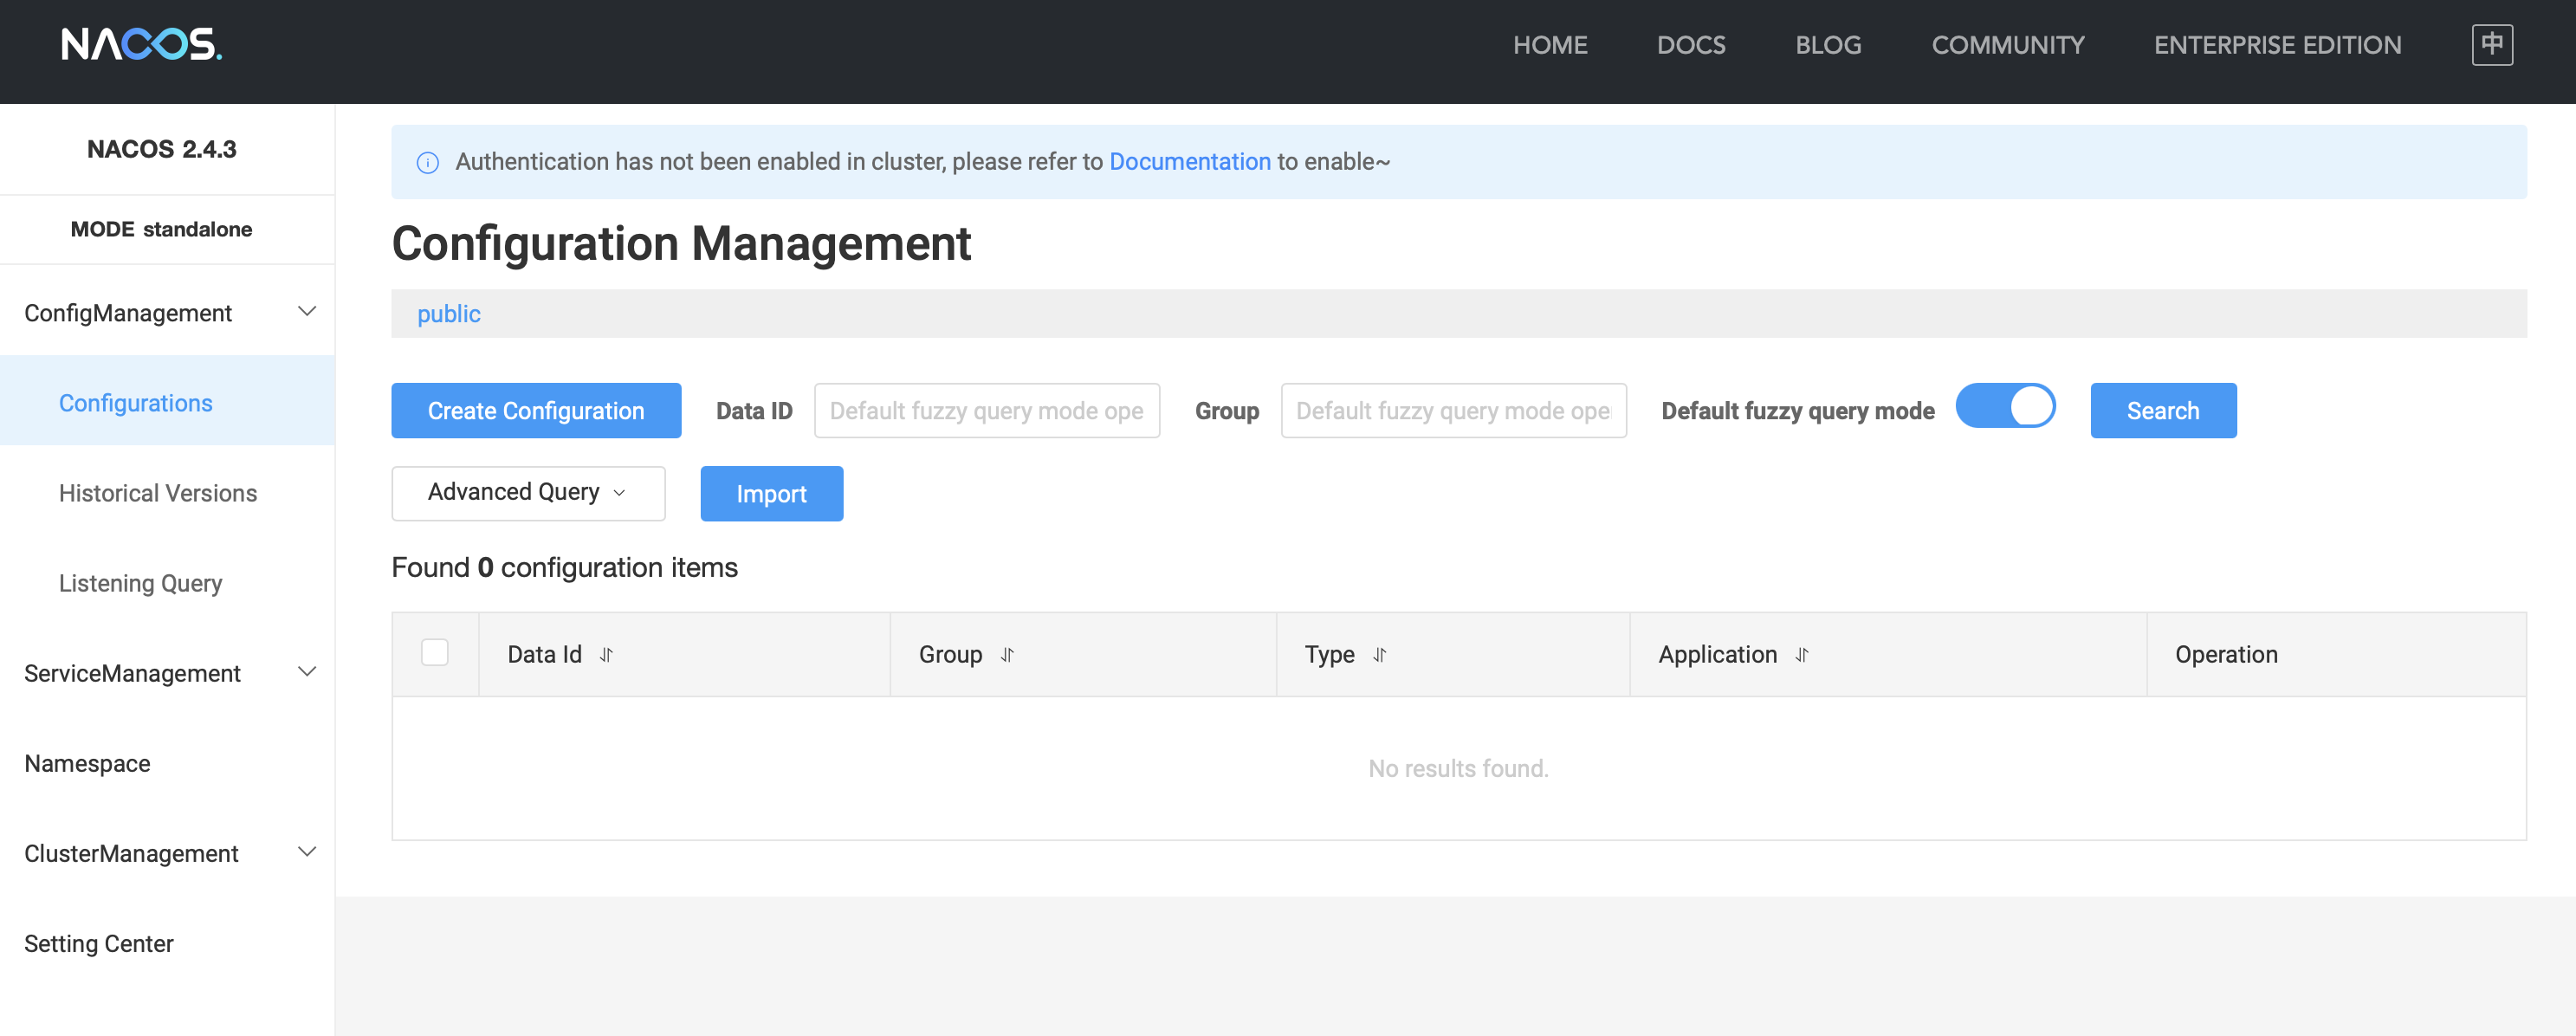 NACOS.
HOME DOCS BLOG COMMUNITY ENTERPRISE EDITION 中
NACOS 2.4.3
MODE standalone
ConfigManagement
Configurations
Historical Versions
Listening Query
ServiceManagement
Namespace
ClusterManagement
Setting Center
Authentication has not been enabled in cluster, please refer to Documentation to enable~
Configuration Management
public
Create Configuration Data ID Default fuzzy query mode ope Group Default fuzzy query mode ope Default fuzzy query mode Search
Advanced Query Import
Found 0 configuration items
Data Id Group Type Application Operation
No results found.